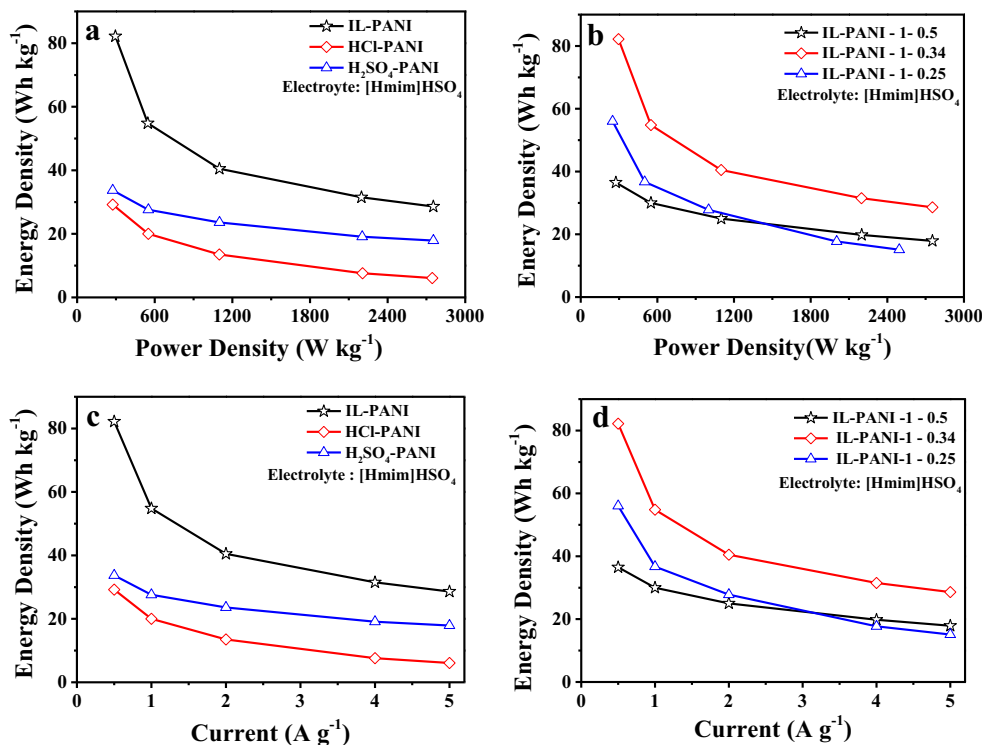 a
IL-PANI
HCl-PANI
H₂SO₄-PANI
Electroyte: [Hmim]HSO₄
Energy Density (Wh kg⁻¹)
80
60
40
20
0
600 1200 1800 2400 3000
Power Density (W kg⁻¹)
b
IL-PANI - 1- 0.5
IL-PANI - 1- 0.34
IL-PANI - 1 -0.25
Electrolyte: [Hmim]HSO₄
Enery Density (Wh kg⁻¹)
80
60
40
20
0
0 600 1200 1800 2400 3000
Power Density(W kg⁻¹)
c
IL-PANI
HCl-PANI
H₂SO₄-PANI
Electrolyte : [Hmim]HSO₄
Energy Density (Wh kg⁻¹)
80
60
40
20
0
1 2 3 4 5
Current (A g⁻¹)
d
IL-PANI -1 - 0.5
IL-PANI-1 - 0.34
IL-PANI-1 - 0.25
Electrolyte: [Hmim]HSO₄
Energy Density (Wh kg⁻¹)
80
60
40
20
0
0 1 2 3 4 5
Current (A g⁻¹)